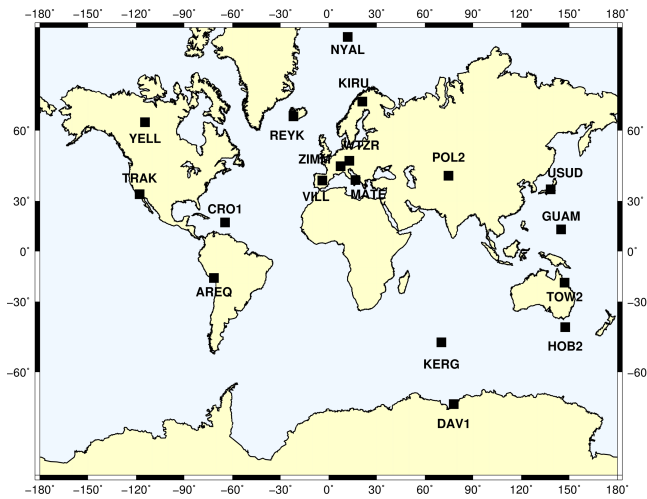 −180° −150° −120° −90° −60° −30° 0° 30° 60° 90° 120° 150° 180°
NYAL
KIRU
60° YELL REYK 60°
WTZR
ZIMM POL2
TRAK USUD
VILL MATE
30° 30°
CRO1 GUAM
0° 0°
AREQ TOW2
−30° −30°
HOB2
KERG
−60° −60°
DAV1
−180° −150° −120° −90° −60° −30° 0° 30° 60° 90° 120° 150° 180°